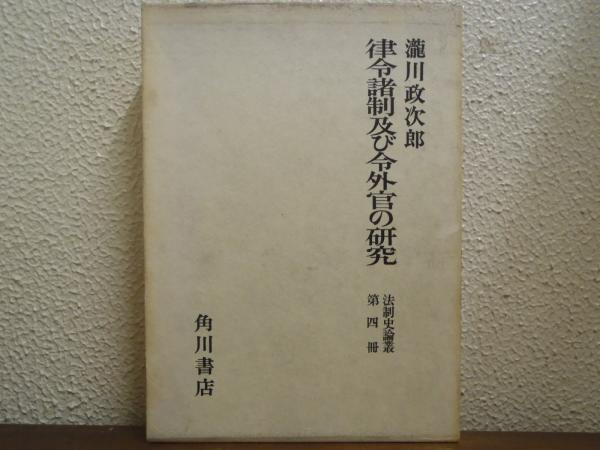 瀧川政次郎
律令諸制及び令外官の研究
法制史論叢
第四冊
角川書店